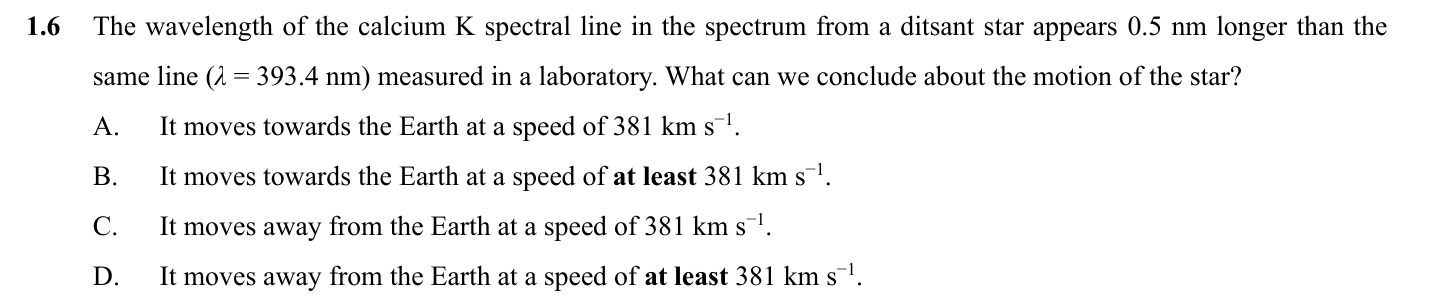 1.6 The wavelength of the calcium K spectral line in the spectrum from a ditsant star appears 0.5 nm longer than the
same line (λ = 393.4 nm) measured in a laboratory. What can we conclude about the motion of the star?
A. It moves towards the Earth at a speed of 381 km s⁻¹.
B. It moves towards the Earth at a speed of at least 381 km s⁻¹.
C. It moves away from the Earth at a speed of 381 km s⁻¹.
D. It moves away from the Earth at a speed of at least 381 km s⁻¹.